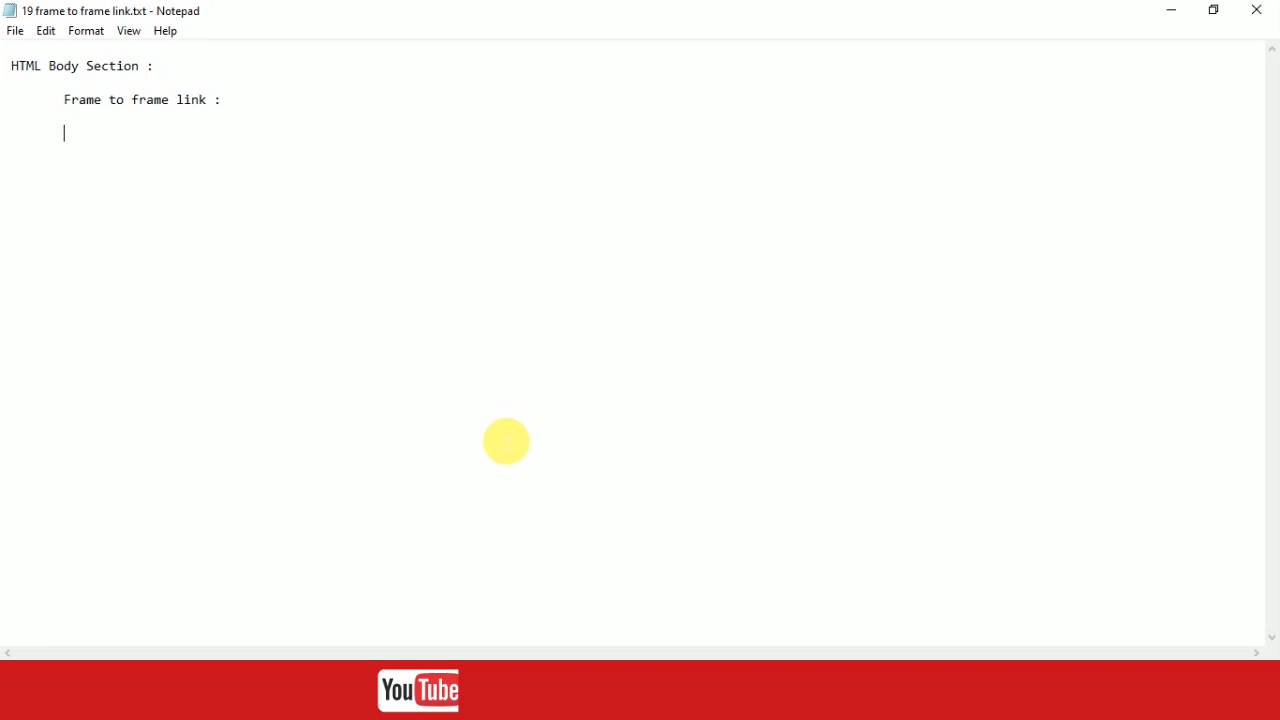 19 frame to frame link.txt - Notepad
File Edit Format View Help
HTML Body Section :
Frame to frame link :
YouTube